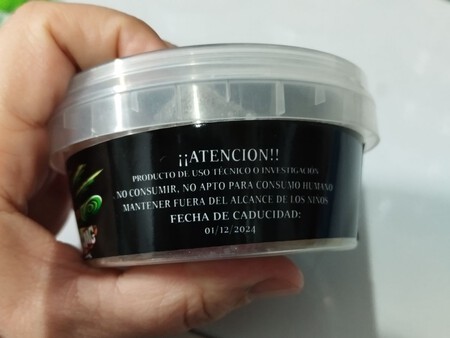 ¡¡ATENCION!!
PRODUCTO DE USO TÉCNICO O INVESTIGACIÓN
NO CONSUMIR, NO APTO PARA CONSUMO HUMANO
MANTENER FUERA DEL ALCANCE DE LOS NIÑOS
FECHA DE CADUCIDAD:
01/12/2024